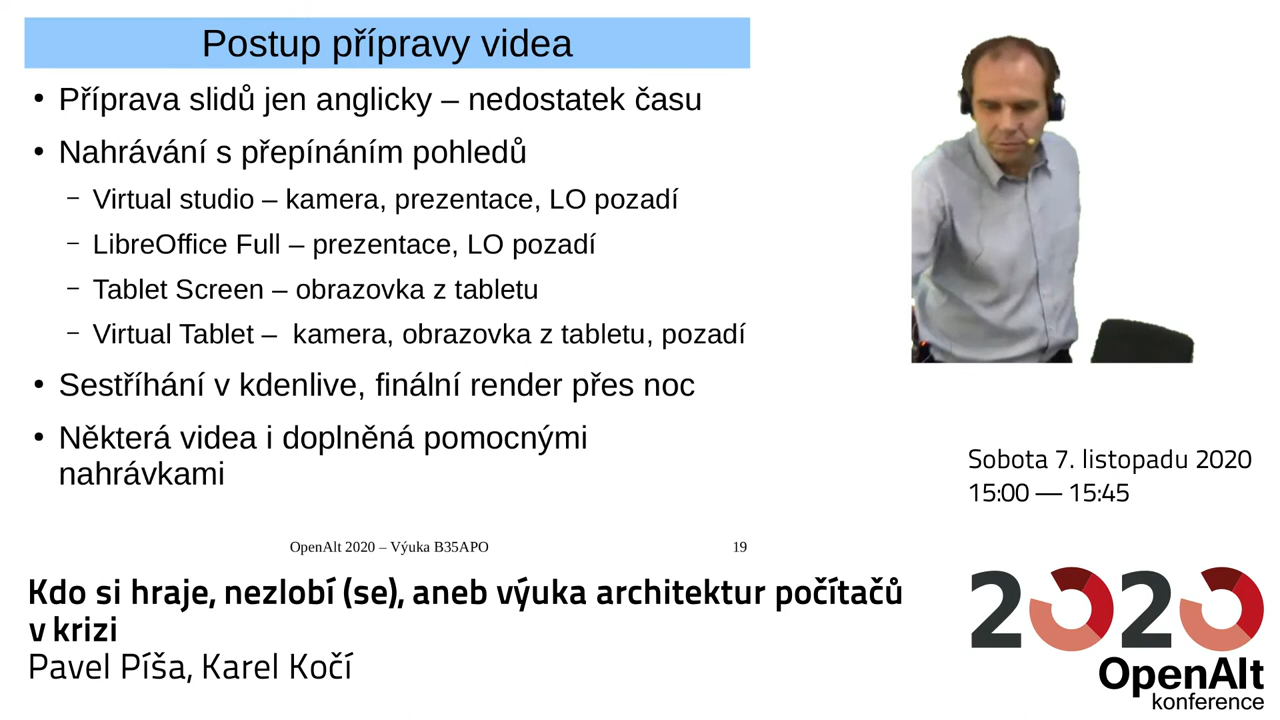 Postup přípravy videa
• Příprava slidů jen anglicky – nedostatek času
• Nahrávání s přepínáním pohledů
– Virtual studio – kamera, prezentace, LO pozadí
– LibreOffice Full – prezentace, LO pozadí
– Tablet Screen – obrazovka z tabletu
– Virtual Tablet – kamera, obrazovka z tabletu, pozadí
• Sestříhání v kdenlive, finální render přes noc
• Některá videa i doplněná pomocnými
nahrávkami
OpenAlt 2020 – Výuka B35APO 19
Sobota 7. listopadu 2020
15:00 — 15:45
Kdo si hraje, nezlobí (se), aneb výuka architektur počítačů
v krizi
Pavel Píša, Karel Kočí
2020
OpenAlt
konference